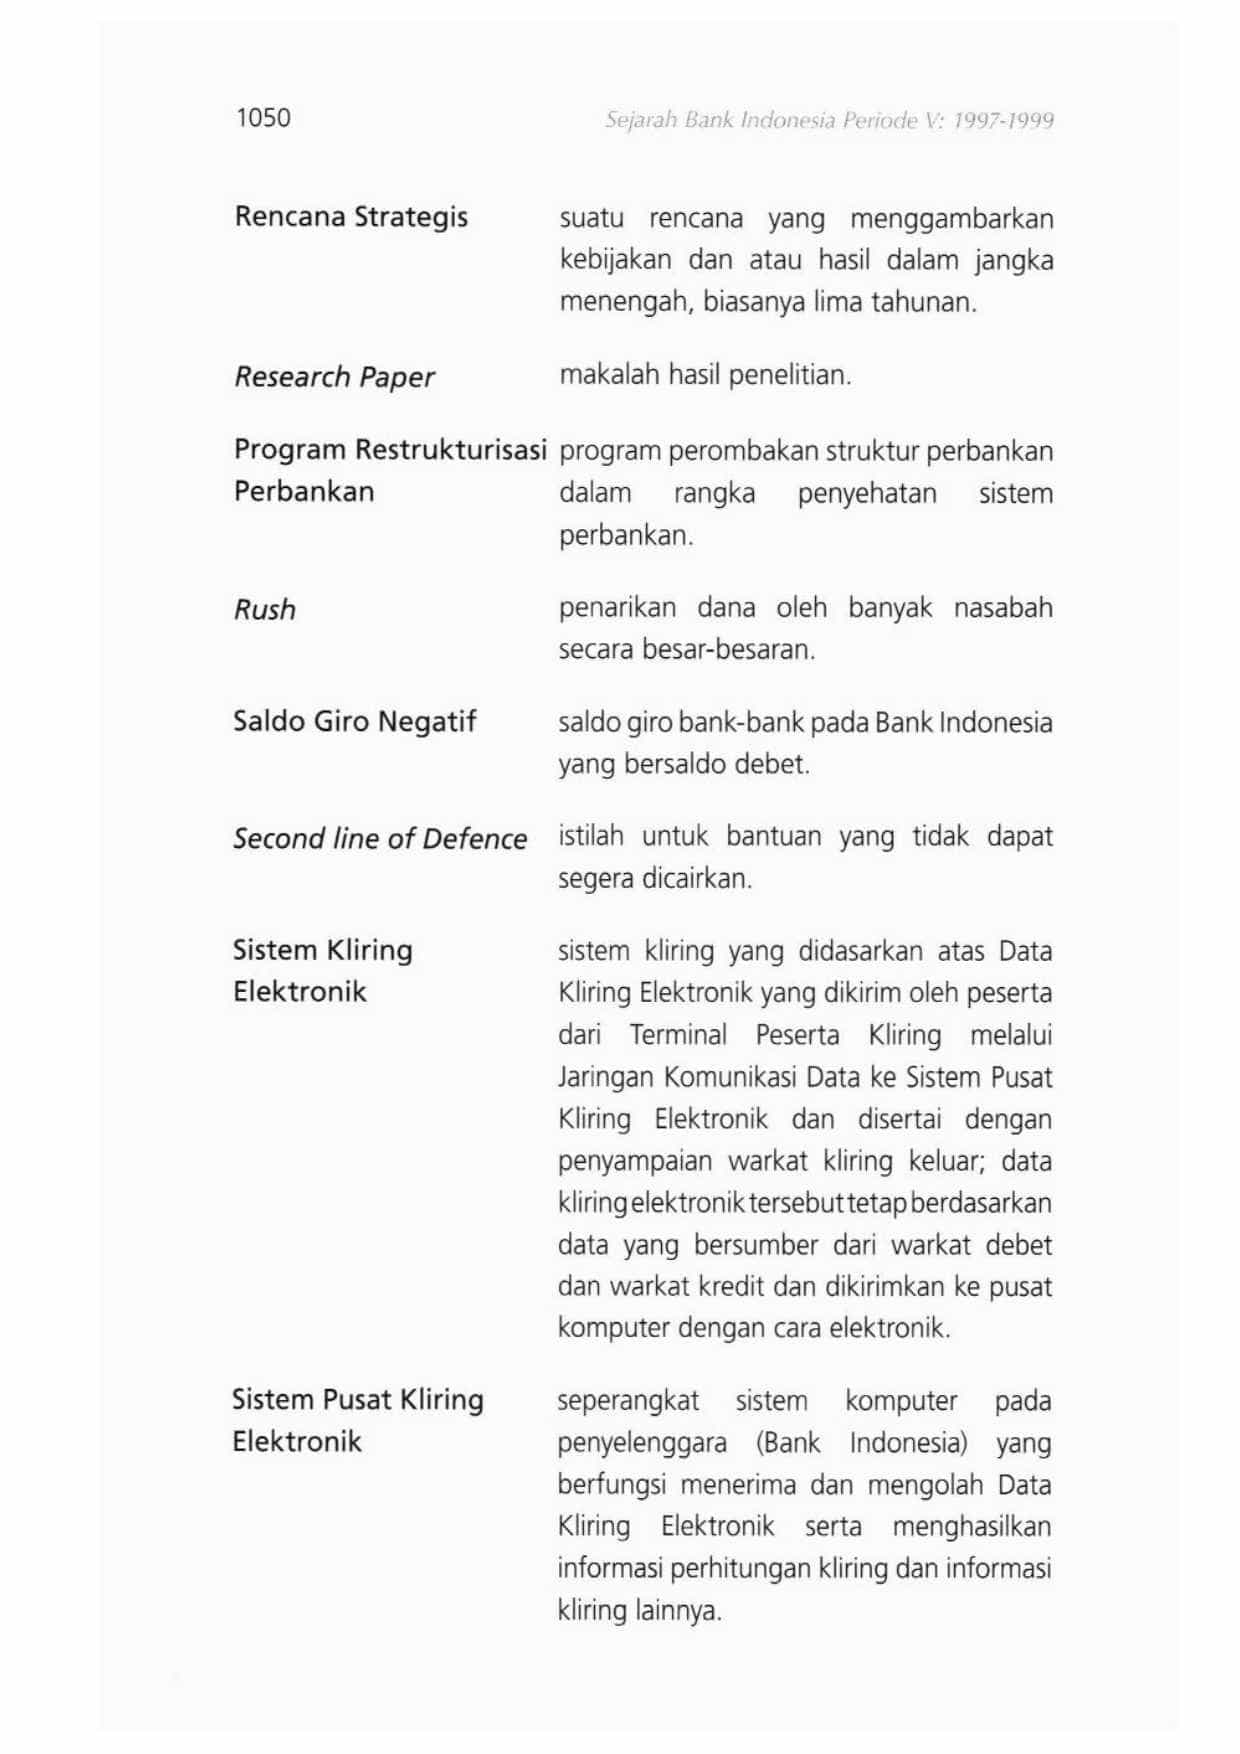 1050 Sejarah Bank Indonesia Periode V: 1997-1999
Rencana Strategis suatu rencana yang menggambarkan
kebijakan dan atau hasil dalam jangka
menengah, biasanya lima tahunan.
Research Paper makalah hasil penelitian.
Program Restrukturisasi program perombakan struktur perbankan
Perbankan dalam rangka penyehatan sistem
perbankan.
Rush penarikan dana oleh banyak nasabah
secara besar-besaran.
Saldo Giro Negatif saldo giro bank-bank pada Bank Indonesia
yang bersaldo debet.
Second line of Defence istilah untuk bantuan yang tidak dapat
segera dicairkan.
Sistem Kliring sistem kliring yang didasarkan atas Data
Elektronik Kliring Elektronik yang dikirim oleh peserta
dari Terminal Peserta Kliring melalui
Jaringan Komunikasi Data ke Sistem Pusat
Kliring Elektronik dan disertai dengan
penyampaian warkat kliring keluar; data
kliring elektronik tersebut tetap berdasarkan
data yang bersumber dari warkat debet
dan warkat kredit dan dikirimkan ke pusat
komputer dengan cara elektronik.
Sistem Pusat Kliring seperangkat sistem komputer pada
Elektronik penyelenggara (Bank Indonesia) yang
berfungsi menerima dan mengolah Data
Kliring Elektronik serta menghasilkan
informasi perhitungan kliring dan informasi
kliring lainnya.